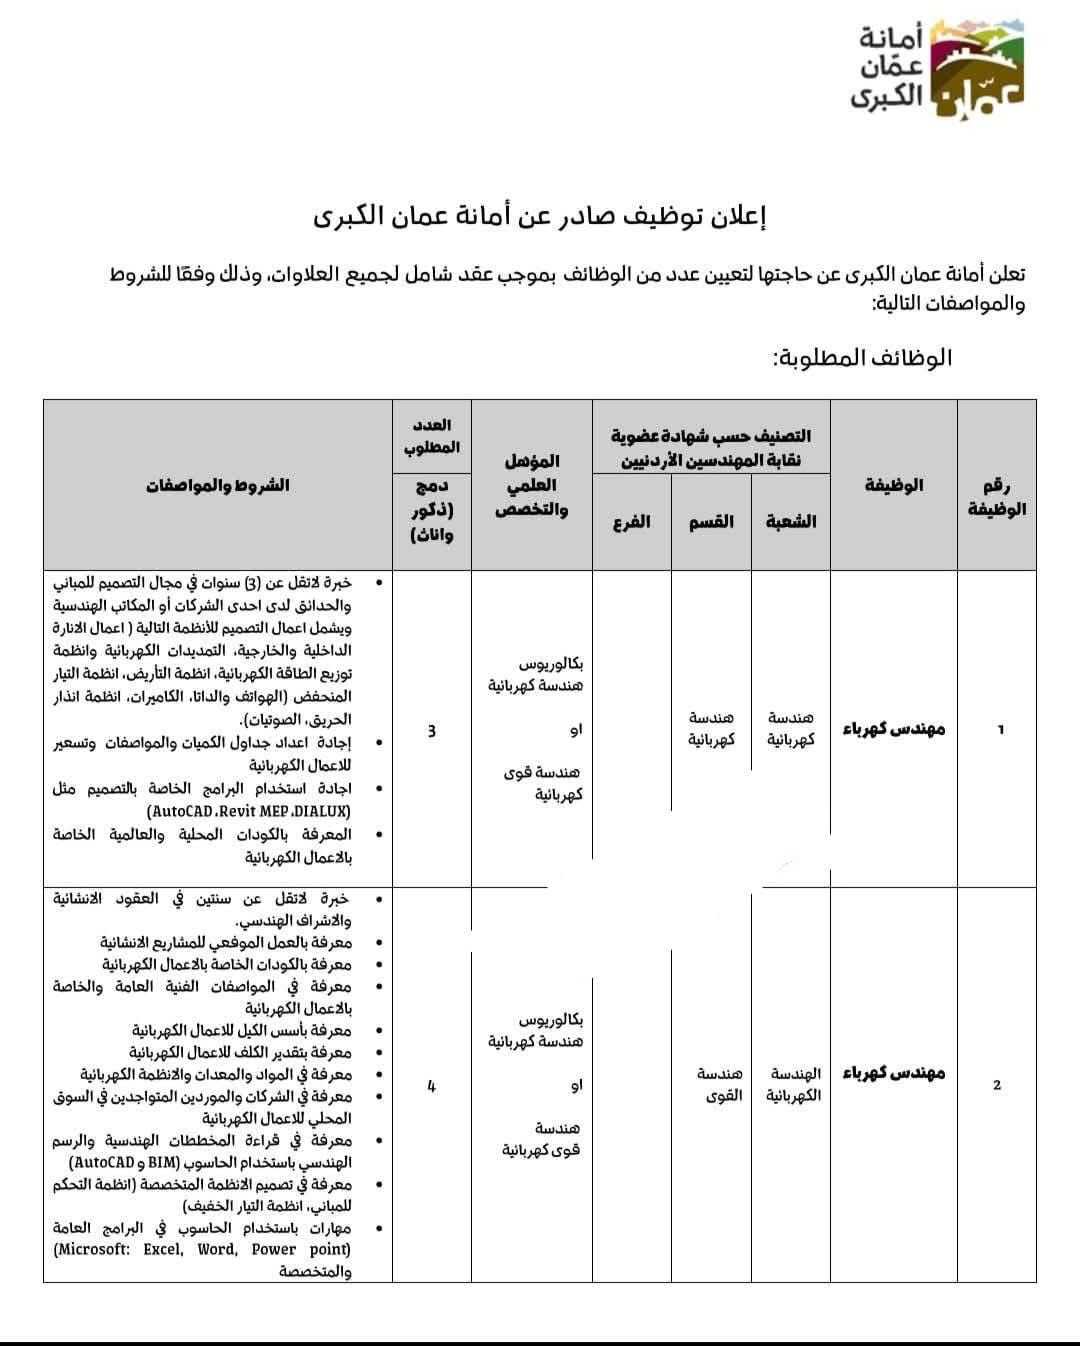 أمانة
عمّان
الكبرى
عمّان
إعلان توظيف صادر عن أمانة عمان الكبرى
تعلن أمانة عمان الكبرى عن حاجتها لتعيين عدد من الوظائف بموجب عقد شامل لجميع العلاوات، وذلك وفقًا للشروط
والمواصفات التالية:
الوظائف المطلوبة:
رقم
الوظيفة
الوظيفة
التصنيف حسب شهادة عضوية
نقابة المهندسين الأردنيين
الشعبة
القسم
الفرع
المؤهل
العلمي
والتخصص
العدد
المطلوب
دمج
(ذكور
واناث)
الشروط والمواصفات
1
مهندس كهرباء
هندسة
كهربائية
هندسة
كهربائية
بكالوريوس
هندسة كهربائية
او
هندسة قوى
كهربائية
3
• خبرة لاتقل عن (3) سنوات في مجال التصميم للمباني
والحدائق لدى احدى الشركات أو المكاتب الهندسية
ويشمل اعمال التصميم للأنظمة التالية ( اعمال الانارة
الداخلية والخارجية، التمديدات الكهربائية وانظمة
توزيع الطاقة الكهربائية، انظمة التأريض، انظمة التيار
المنخفض (الهواتف والداتا، الكاميرات، انظمة انذار
الحريق، الصوتيات).
• إجادة اعداد جداول الكميات والمواصفات وتسعير
للاعمال الكهربائية
• اجادة استخدام البرامج الخاصة بالتصميم مثل
(AutoCAD ،Revit MEP ،DIALUX)
• المعرفة بالكودات المحلية والعالمية الخاصة
بالاعمال الكهربائية
2
مهندس كهرباء
الهندسة
الكهربائية
هندسة
القوى
بكالوريوس
هندسة كهربائية
او
هندسة
قوى كهربائية
4
• خبرة لاتقل عن سنتين في العقود الانشائية
والاشراف الهندسي.
• معرفة بالعمل الموقعي للمشاريع الانشائية
• معرفة بالكودات الخاصة بالاعمال الكهربائية
• معرفة في المواصفات الفنية العامة والخاصة
بالاعمال الكهربائية
• معرفة بأسس الكيل للاعمال الكهربائية
• معرفة بتقدير الكلف للاعمال الكهربائية
• معرفة في المواد والمعدات والانظمة الكهربائية
• معرفة في الشركات والموردين المتواجدين في السوق
المحلي للاعمال الكهربائية
• معرفة في قراءة المخططات الهندسية والرسم
الهندسي باستخدام الحاسوب (BIM و AutoCAD)
• معرفة في تصميم الانظمة المتخصصة (انظمة التحكم
للمباني، انظمة التيار الخفيف)
• مهارات باستخدام الحاسوب في البرامج العامة
(Microsoft: Excel, Word, Power point)
والمتخصصة